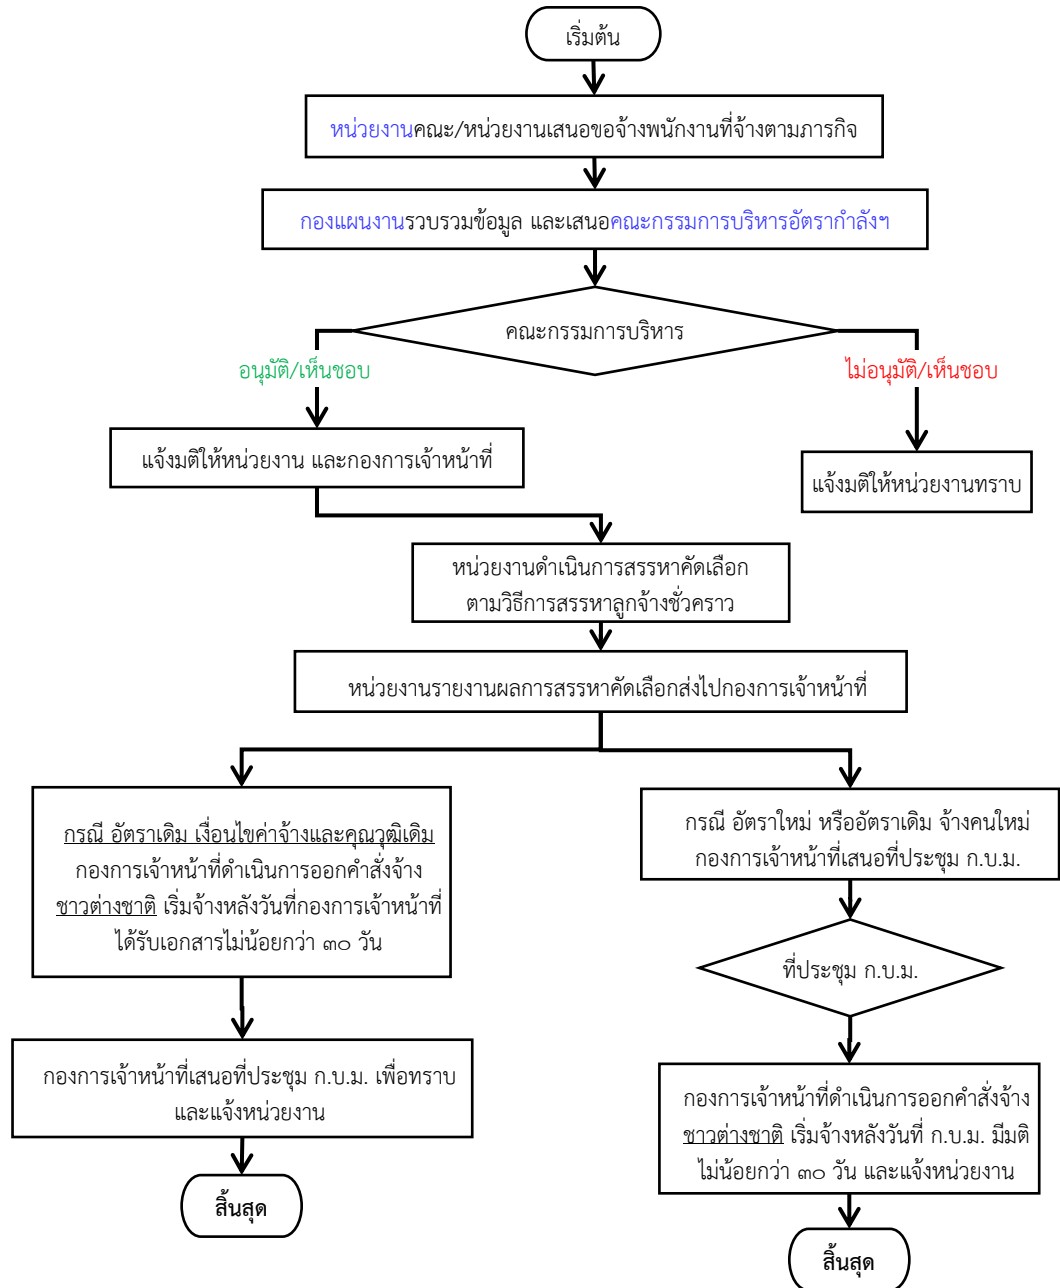 เริ่มต้น
หน่วยงานคณะ/หน่วยงานเสนอขอจ้างพนักงานที่จ้างตามภารกิจ
กองแผนงานรวบรวมข้อมูล และเสนอคณะกรรมการบริหารอัตรากำลังฯ
คณะกรรมการบริหาร
อนุมัติ/เห็นชอบ
ไม่อนุมัติ/เห็นชอบ
แจ้งมติให้หน่วยงาน และกองการเจ้าหน้าที่
แจ้งมติให้หน่วยงานทราบ
หน่วยงานดำเนินการสรรหาคัดเลือก
ตามวิธีการสรรหาลูกจ้างชั่วคราว
หน่วยงานรายงานผลการสรรหาคัดเลือกส่งไปกองการเจ้าหน้าที่
กรณี อัตราเดิม เงื่อนไขค่าจ้างและคุณวุฒิเดิม
กองการเจ้าหน้าที่ดำเนินการออกคำสั่งจ้าง
ชาวต่างชาติ เริ่มจ้างหลังวันที่กองการเจ้าหน้าที่
ได้รับเอกสารไม่น้อยกว่า ๓๐ วัน
กองการเจ้าหน้าที่เสนอที่ประชุม ก.บ.ม. เพื่อทราบ
และแจ้งหน่วยงาน
สิ้นสุด
กรณี อัตราใหม่ หรืออัตราเดิม จ้างคนใหม่
กองการเจ้าหน้าที่เสนอที่ประชุม ก.บ.ม.
ที่ประชุม ก.บ.ม.
กองการเจ้าหน้าที่ดำเนินการออกคำสั่งจ้าง
ชาวต่างชาติ เริ่มจ้างหลังวันที่ ก.บ.ม. มีมติ
ไม่น้อยกว่า ๓๐ วัน และแจ้งหน่วยงาน
สิ้นสุด